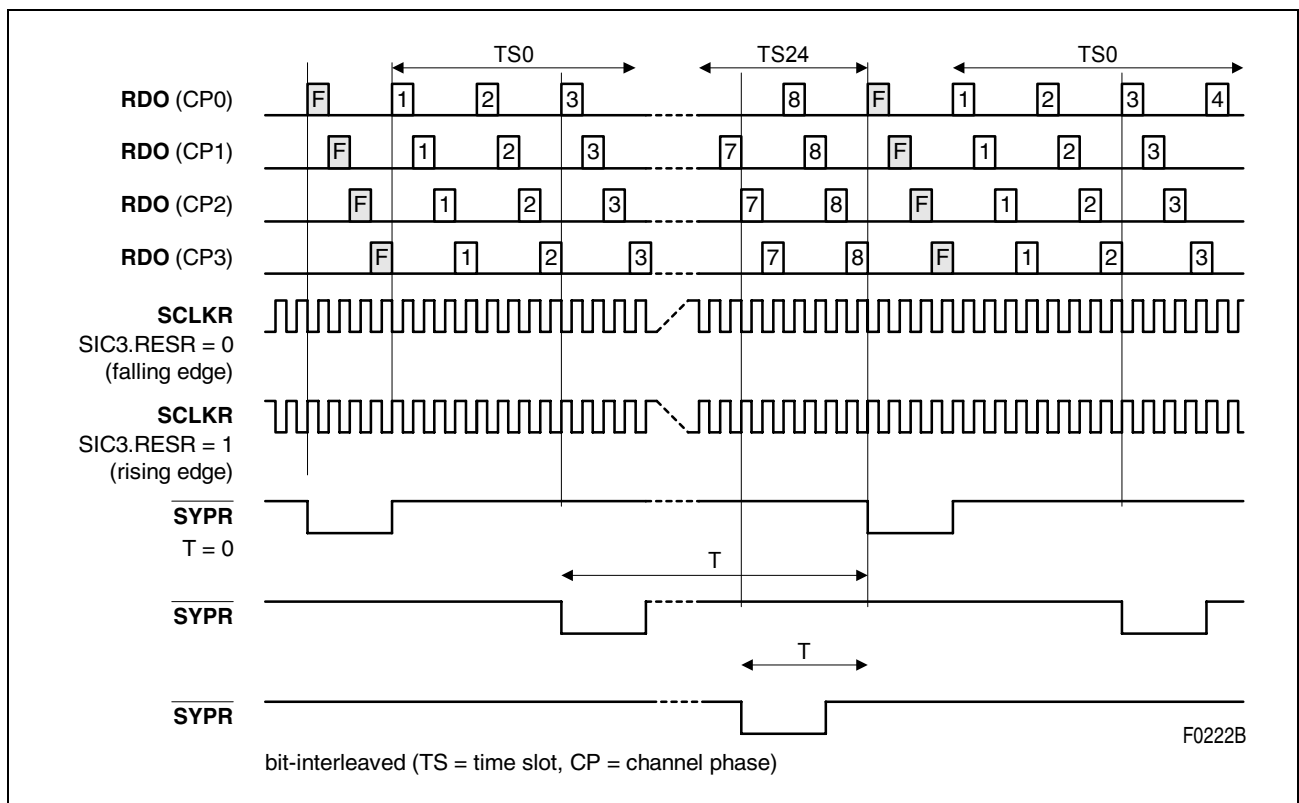 TS0 TS24 TS0
RDO (CP0) F 1 2 3 8 F 1 2 3 4
RDO (CP1) F 1 2 3 7 8 F 1 2 3
RDO (CP2) F 1 2 3 7 8 F 1 2 3
RDO (CP3) F 1 2 3 7 8 F 1 2 3
SCLKR
SIC3.RESR = 0
(falling edge)
SCLKR
SIC3.RESR = 1
(rising edge)
SYPR
T = 0
T
SYPR
T
SYPR
F0222B
bit-interleaved (TS = time slot, CP = channel phase)